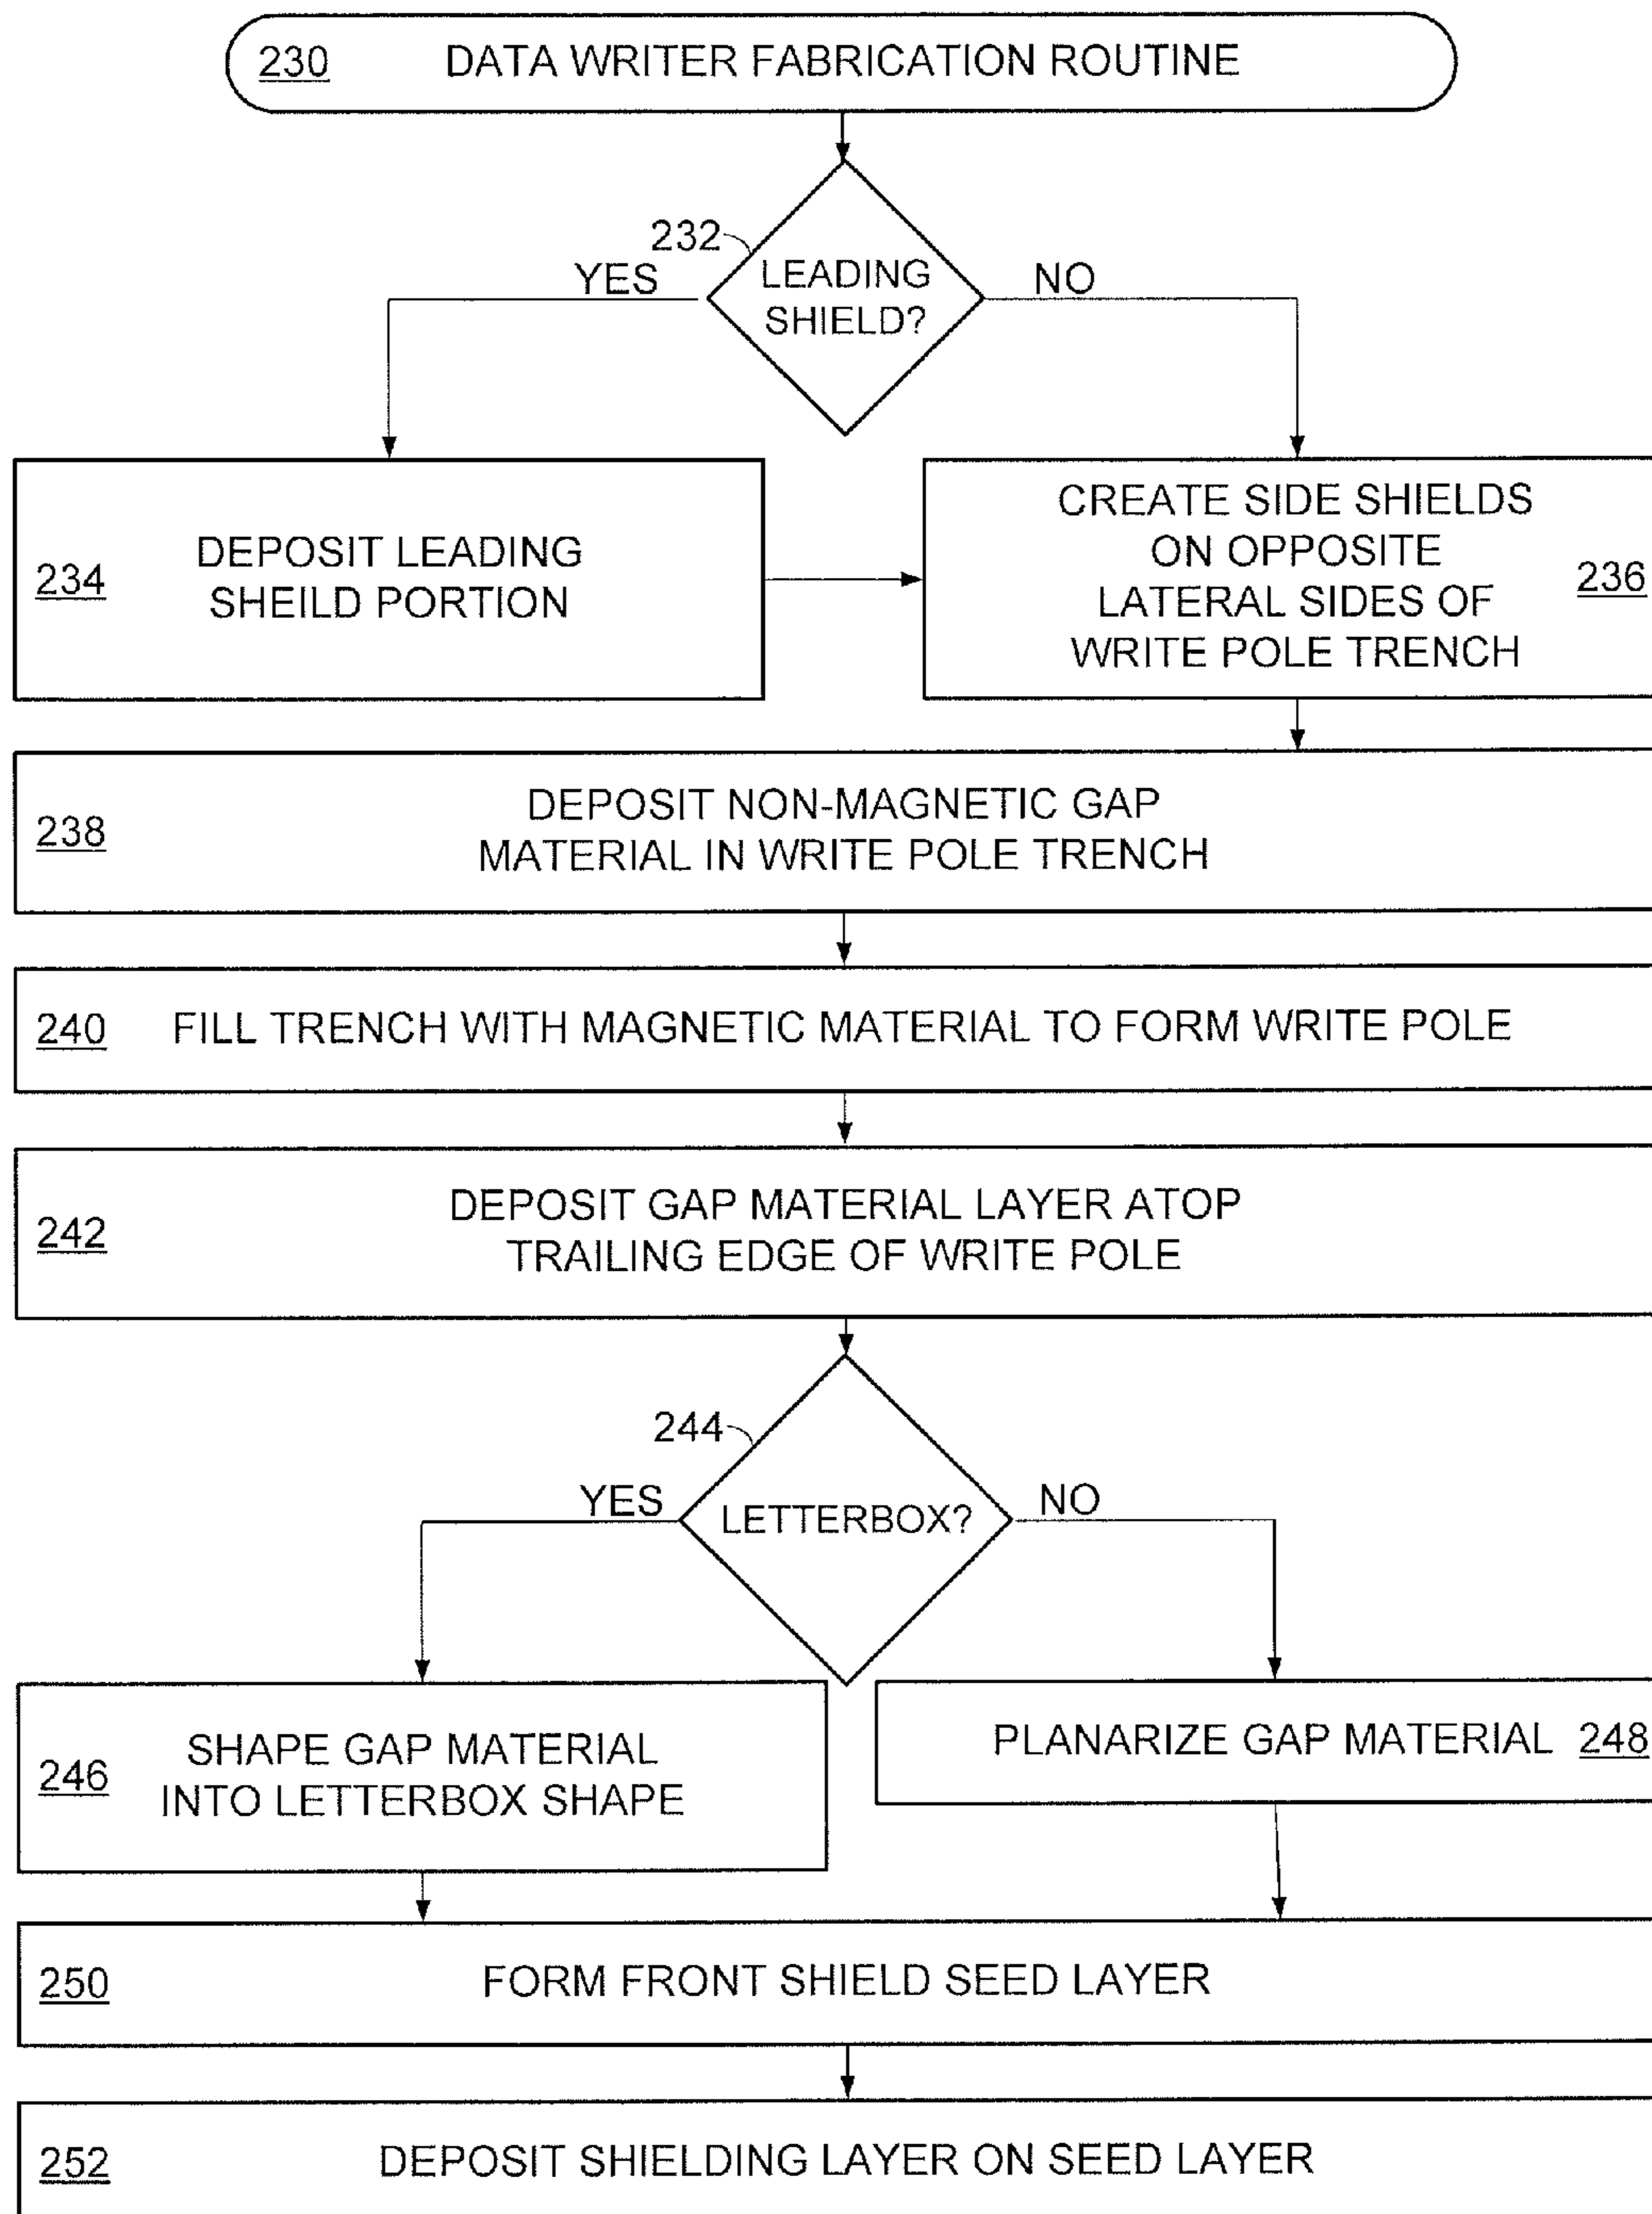 230 DATA WRITER FABRICATION ROUTINE
232
LEADING
SHIELD?
YES
NO
234
DEPOSIT LEADING
SHEILD PORTION
CREATE SIDE SHIELDS
ON OPPOSITE
LATERAL SIDES OF
WRITE POLE TRENCH
236
238
DEPOSIT NON-MAGNETIC GAP
MATERIAL IN WRITE POLE TRENCH
240 FILL TRENCH WITH MAGNETIC MATERIAL TO FORM WRITE POLE
242
DEPOSIT GAP MATERIAL LAYER ATOP
TRAILING EDGE OF WRITE POLE
244
YES
LETTERBOX?
NO
246
SHAPE GAP MATERIAL
INTO LETTERBOX SHAPE
PLANARIZE GAP MATERIAL 248
250 FORM FRONT SHIELD SEED LAYER
252 DEPOSIT SHIELDING LAYER ON SEED LAYER